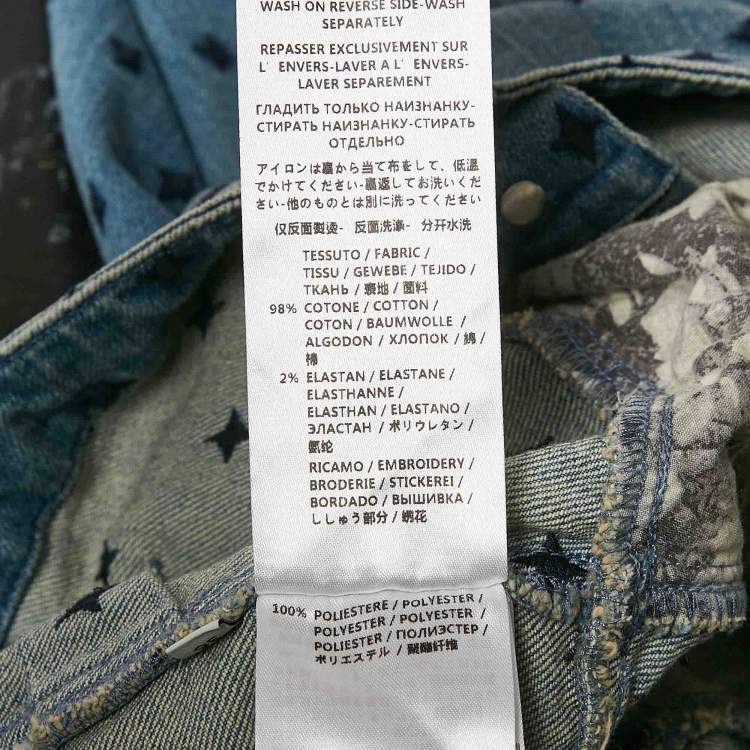 WASH ON REVERSE SIDE-WASH
SEPARATELY
REPASSER EXCLUSIVEMENT SUR
L' ENVERS-LAVER A L' ENVERS-
LAVER SEPAREMENT
ГЛАДИТЬ ТОЛЬКО НАИЗНАНКУ-
СТИРАТЬ НАИЗНАНКУ-СТИРАТЬ
ОТДЕЛЬНО
アイロンは裏から当て布をして、低温
でかけてください-裏返してお洗いくだ
さい-他のものとは別に洗ってください
仅反面製烫- 反面洗涤- 分开水洗
TESSUTO / FABRIC /
TISSU / GEWEBE / TEJIDO /
ТКАНЬ / 表地 / 面料
98% COTONE / COTTON /
COTON / BAUMWOLLE /
ALGODON / ХЛОПОК / 綿 /
棉
2% ELASTAN / ELASTANE /
ELASTHANNE /
ELASTHAN / ELASTANO /
ЭЛАСТАН / ポリウレタン /
氨纶
RICAMO / EMBROIDERY /
BRODERIE / STICKEREI /
BORDADO / ВЫШИВКА /
ししゅう部分 / 绣花
100% POLIESTERE / POLYESTER /
POLYESTER / POLYESTER /
POLIESTER / ПОЛИЭСТЕР /
ポリエステル / 聚酯纤维